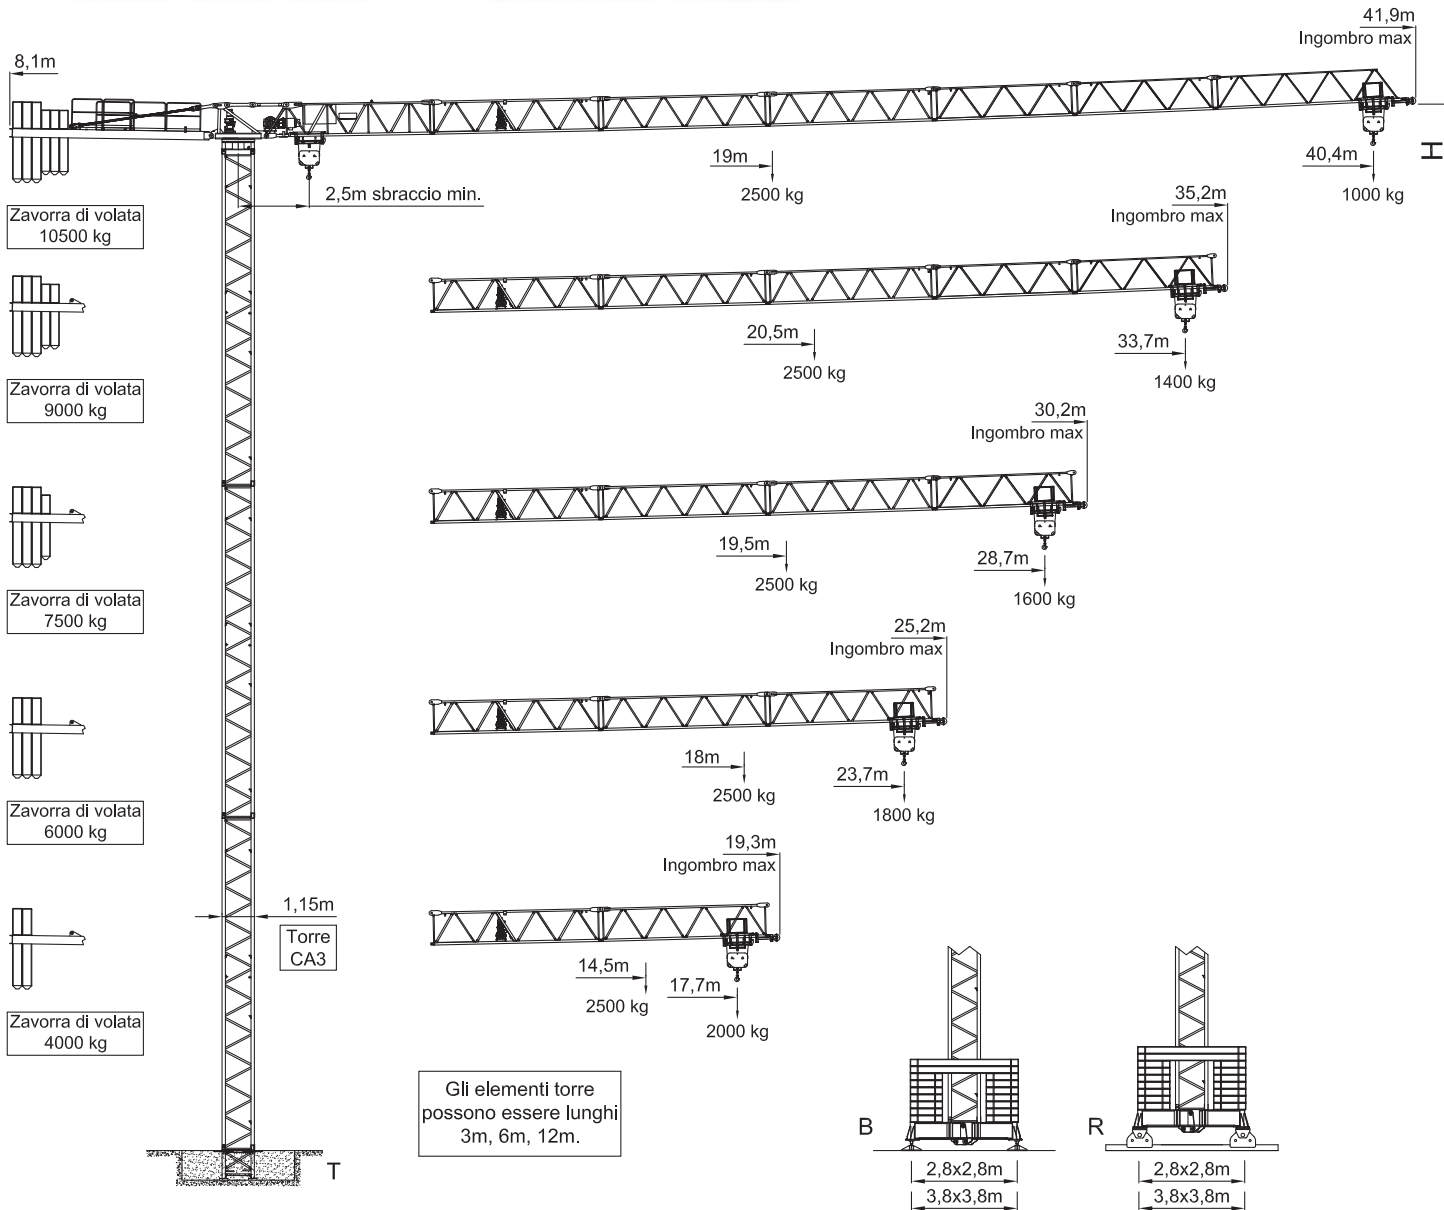 41,9m
Ingombro max
8,1m
H
19m
2500 kg
40,4m
1000 kg
2,5m sbraccio min.
Zavorra di volata
10500 kg
35,2m
Ingombro max
20,5m
2500 kg
33,7m
1400 kg
Zavorra di volata
9000 kg
30,2m
Ingombro max
19,5m
2500 kg
28,7m
1600 kg
Zavorra di volata
7500 kg
25,2m
Ingombro max
18m
2500 kg
23,7m
1800 kg
Zavorra di volata
6000 kg
19,3m
Ingombro max
14,5m
2500 kg
17,7m
2000 kg
1,15m
Torre
CA3
Zavorra di volata
4000 kg
Gli elementi torre
possono essere lunghi
3m, 6m, 12m.
T
B
2,8x2,8m
3,8x3,8m
R
2,8x2,8m
3,8x3,8m